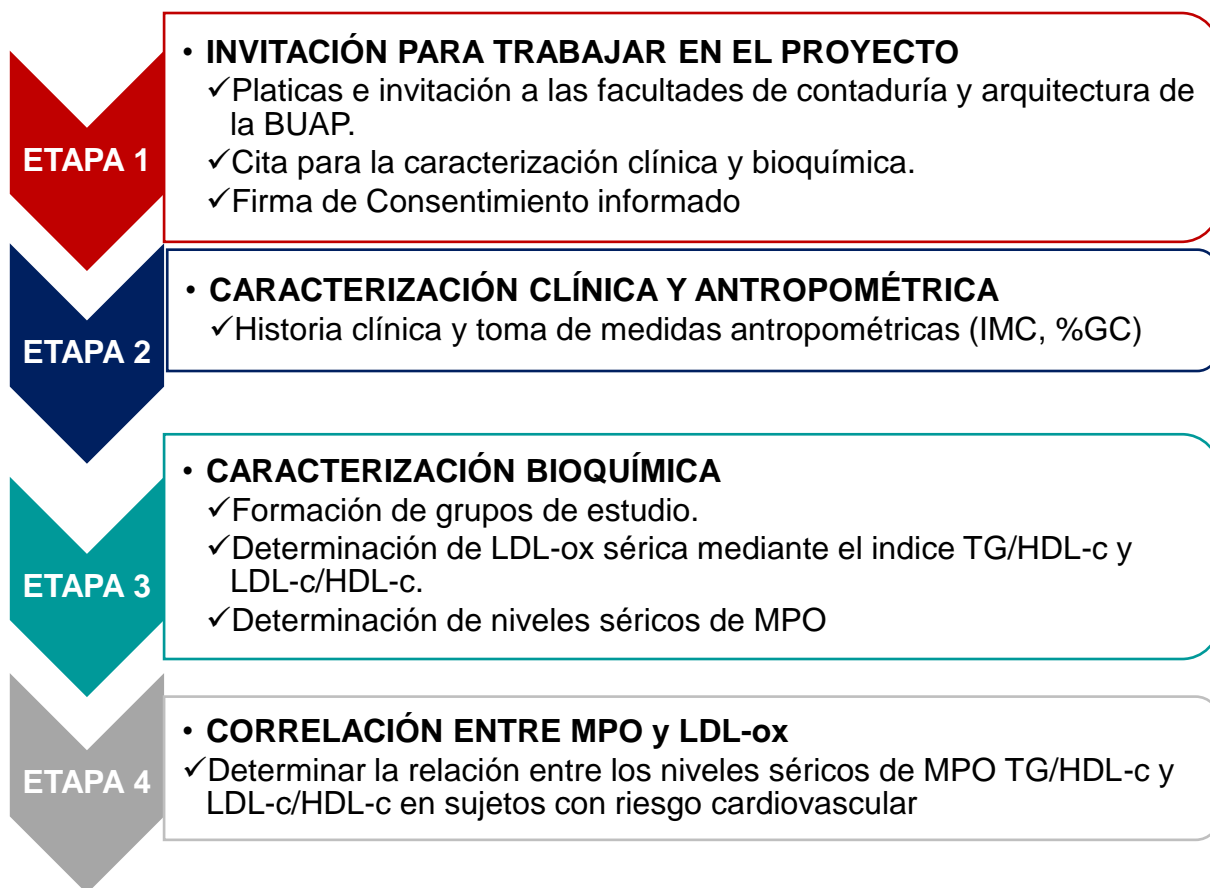 ETAPA 1
• INVITACIÓN PARA TRABAJAR EN EL PROYECTO
✓Platicas e invitación a las facultades de contaduría y arquitectura de
la BUAP.
✓Cita para la caracterización clínica y bioquímica.
✓Firma de Consentimiento informado
ETAPA 2
• CARACTERIZACIÓN CLÍNICA Y ANTROPOMÉTRICA
✓Historia clínica y toma de medidas antropométricas (IMC, %GC)
ETAPA 3
• CARACTERIZACIÓN BIOQUÍMICA
✓Formación de grupos de estudio.
✓Determinación de LDL-ox sérica mediante el indice TG/HDL-c y
LDL-c/HDL-c.
✓Determinación de niveles séricos de MPO
ETAPA 4
• CORRELACIÓN ENTRE MPO y LDL-ox
✓Determinar la relación entre los niveles séricos de MPO TG/HDL-c y
LDL-c/HDL-c en sujetos con riesgo cardiovascular